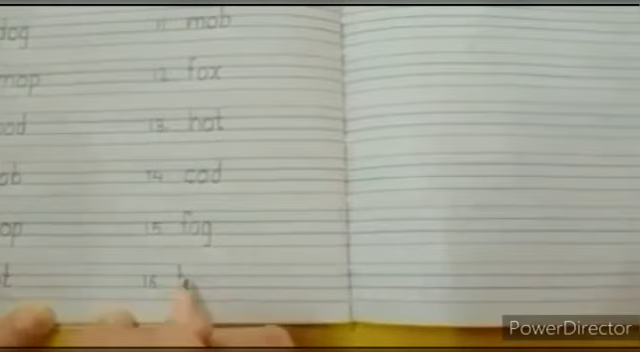 dog
11. mob
mop
12. fox
13. hot
14. cod
15. fog
16.
PowerDirector